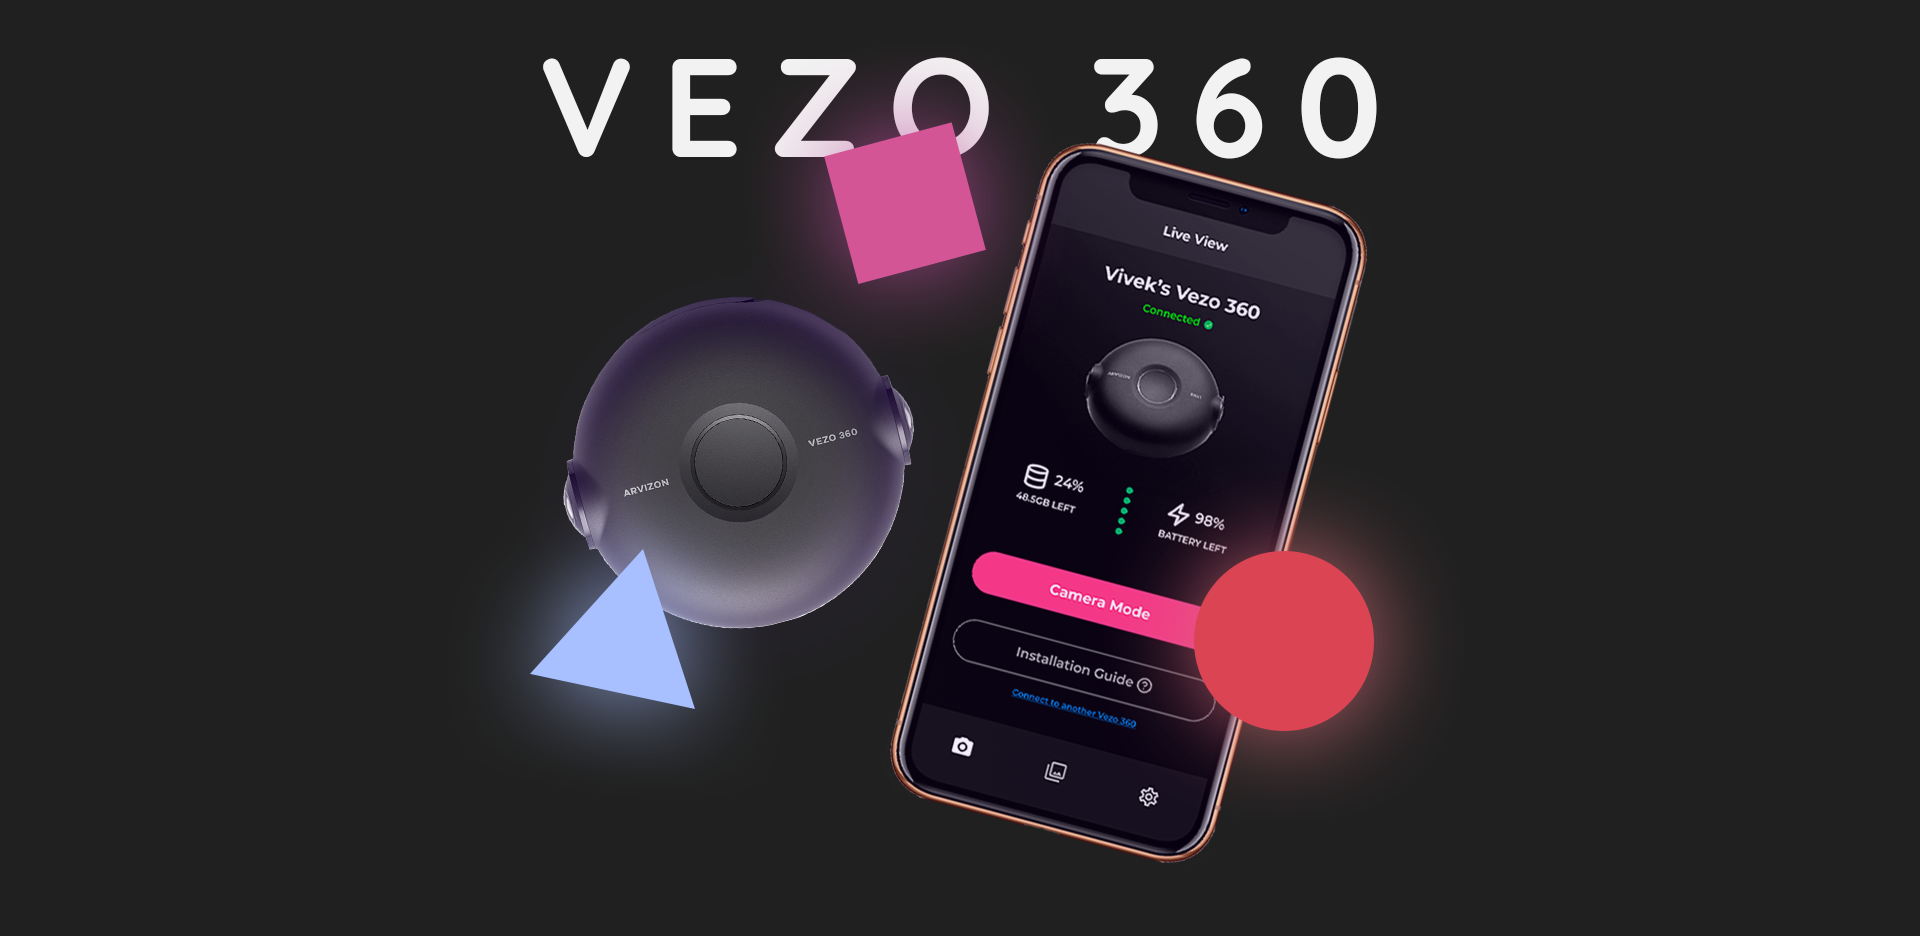 VEZO 360
Live View
Vivek's Vezo 360
Connected
ARVIZON
VEZO 360
ARVIZON
24%
48.5GB LEFT
98%
BATTERY LEFT
Camera Mode
Installation Guide
Connect to another Vezo 360